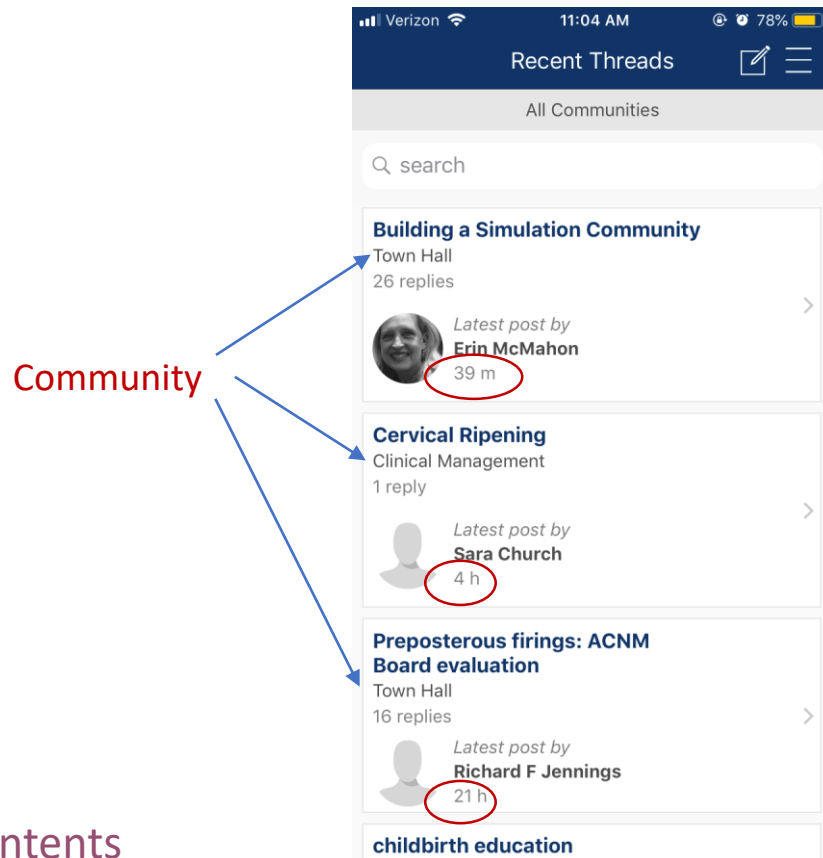 Verizon 11:04 AM 78%
Recent Threads
All Communities
search
Building a Simulation Community
Town Hall
26 replies
Latest post by
Erin McMahon
39 m
Community
Cervical Ripening
Clinical Management
1 reply
Latest post by
Sara Church
4 h
Preposterous firings: ACNM
Board evaluation
Town Hall
16 replies
Latest post by
Richard F Jennings
21 h
ntents
childbirth education